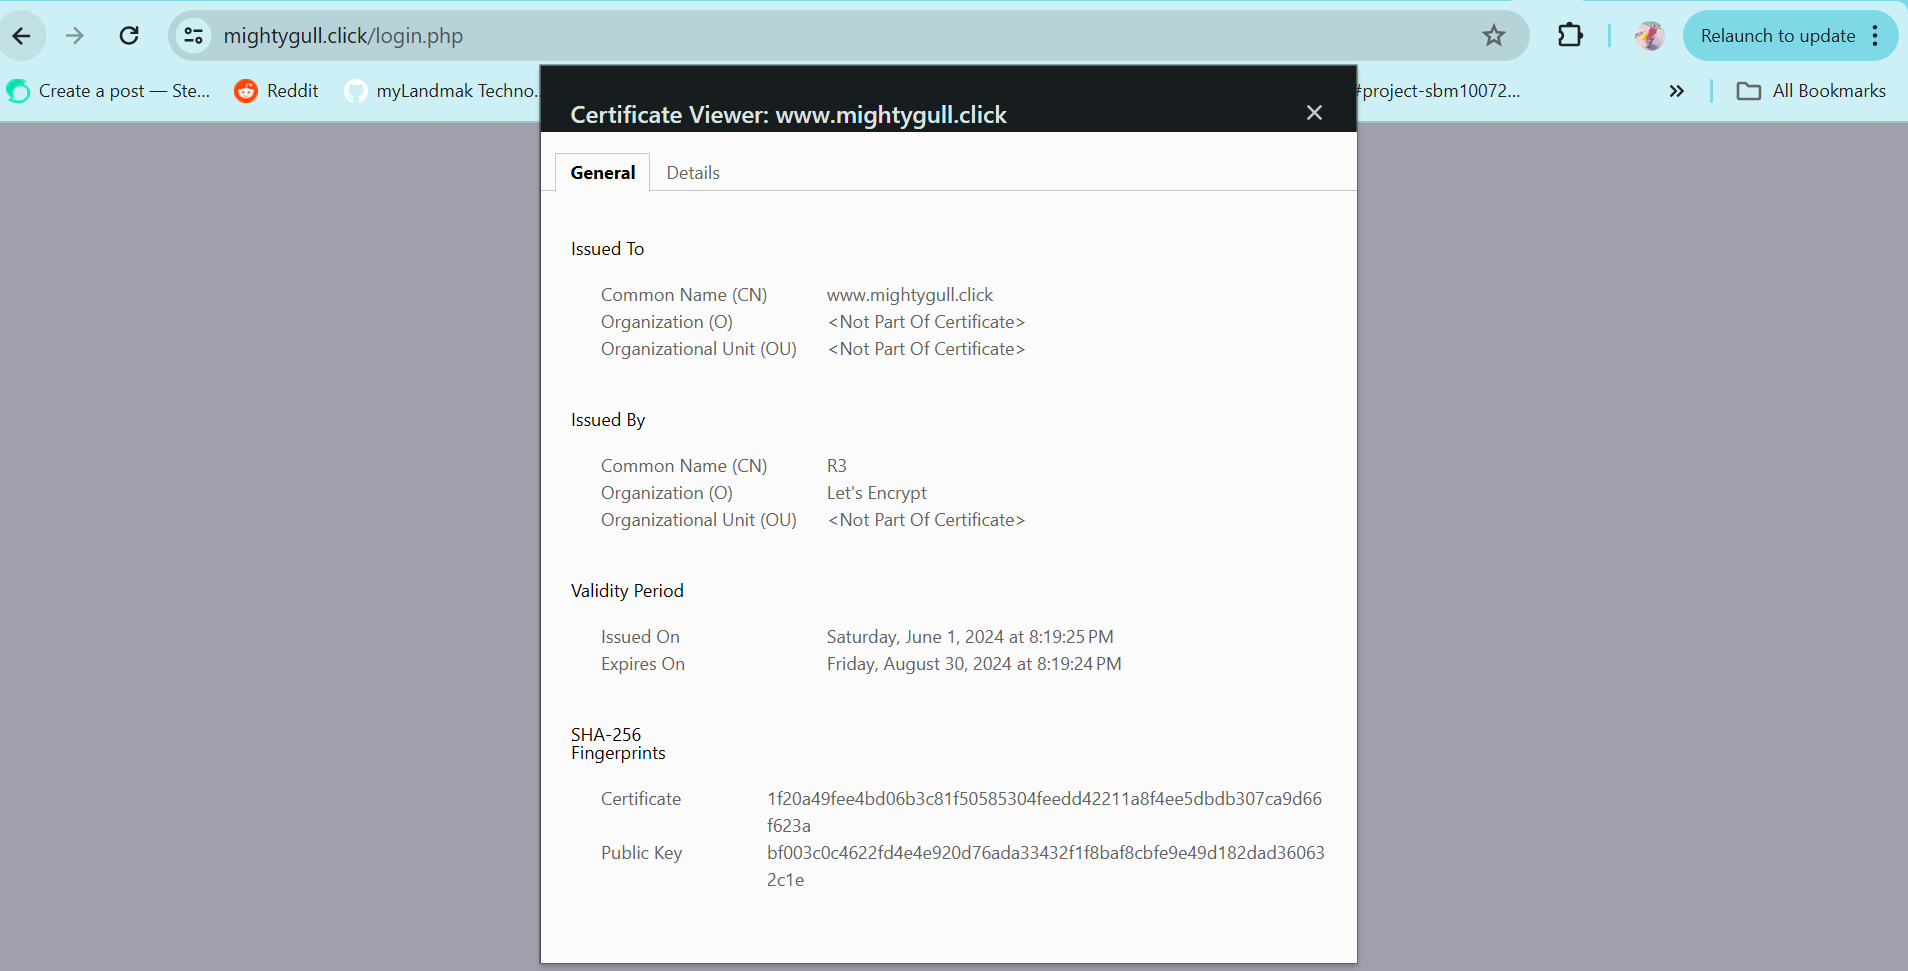 mightygull.click/login.php
Relaunch to update
Create a post — Ste...
Reddit
myLandmak Techno...
#project-sbm10072...
All Bookmarks
Certificate Viewer: www.mightygull.click
General
Details
Issued To
Common Name (CN) www.mightygull.click
Organization (O) <Not Part Of Certificate>
Organizational Unit (OU) <Not Part Of Certificate>
Issued By
Common Name (CN) R3
Organization (O) Let's Encrypt
Organizational Unit (OU) <Not Part Of Certificate>
Validity Period
Issued On Saturday, June 1, 2024 at 8:19:25 PM
Expires On Friday, August 30, 2024 at 8:19:24 PM
SHA-256
Fingerprints
Certificate 1f20a49fee4bd06b3c81f50585304feedd42211a8f4ee5dbdb307ca9d66
f623a
Public Key bf003c0c4622fd4e4e920d76ada33432f1f8baf8cbfe9e49d182dad36063
2c1e